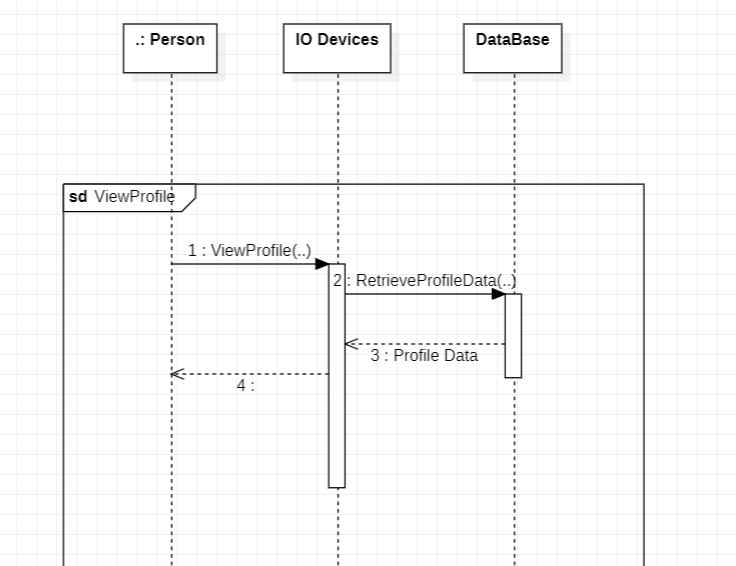 .: Person
IO Devices
DataBase
sd ViewProfile
1 : ViewProfile(..)
2 : RetrieveProfileData(..)
3 : Profile Data
4 :